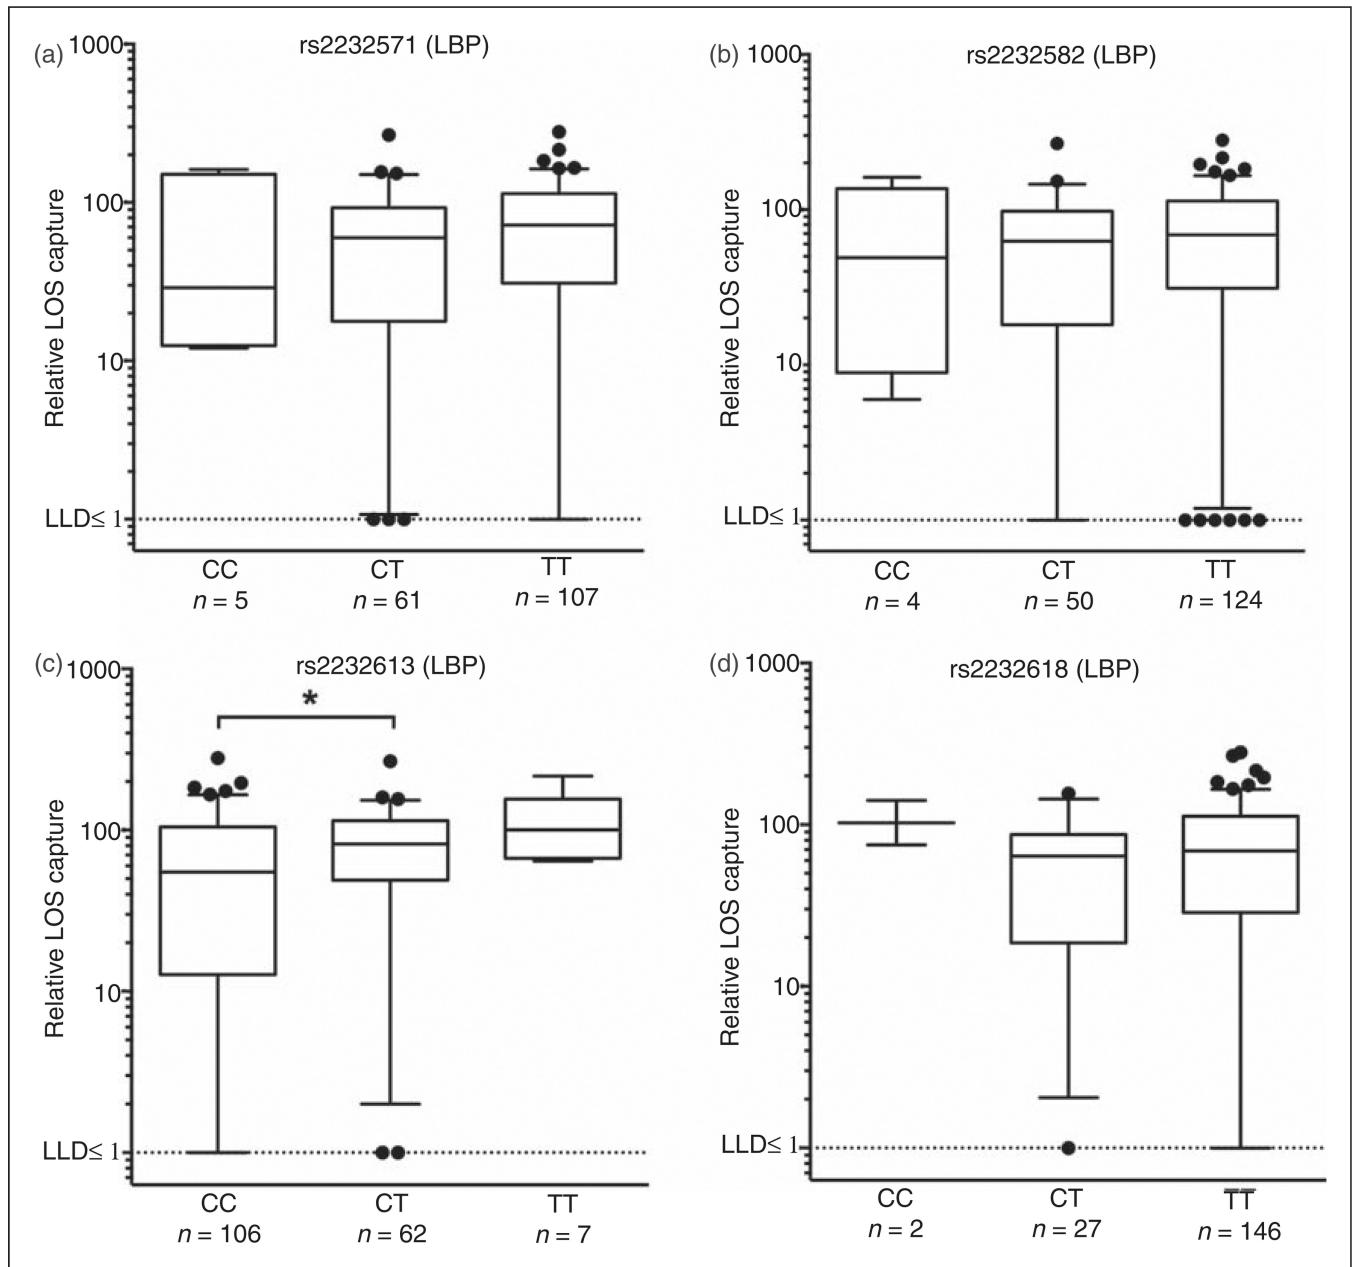 (a) rs2232571 (LBP)
1000
100
10
LLD≤ 1
Relative LOS capture
CC CT TT
n = 5 n = 61 n = 107
(b) rs2232582 (LBP)
1000
100
10
LLD≤ 1
Relative LOS capture
CC CT TT
n = 4 n = 50 n = 124
(c) rs2232613 (LBP)
1000
*
100
10
LLD≤ 1
Relative LOS capture
CC CT TT
n = 106 n = 62 n = 7
(d) rs2232618 (LBP)
1000
100
10
LLD≤ 1
Relative LOS capture
CC CT TT
n = 2 n = 27 n = 146